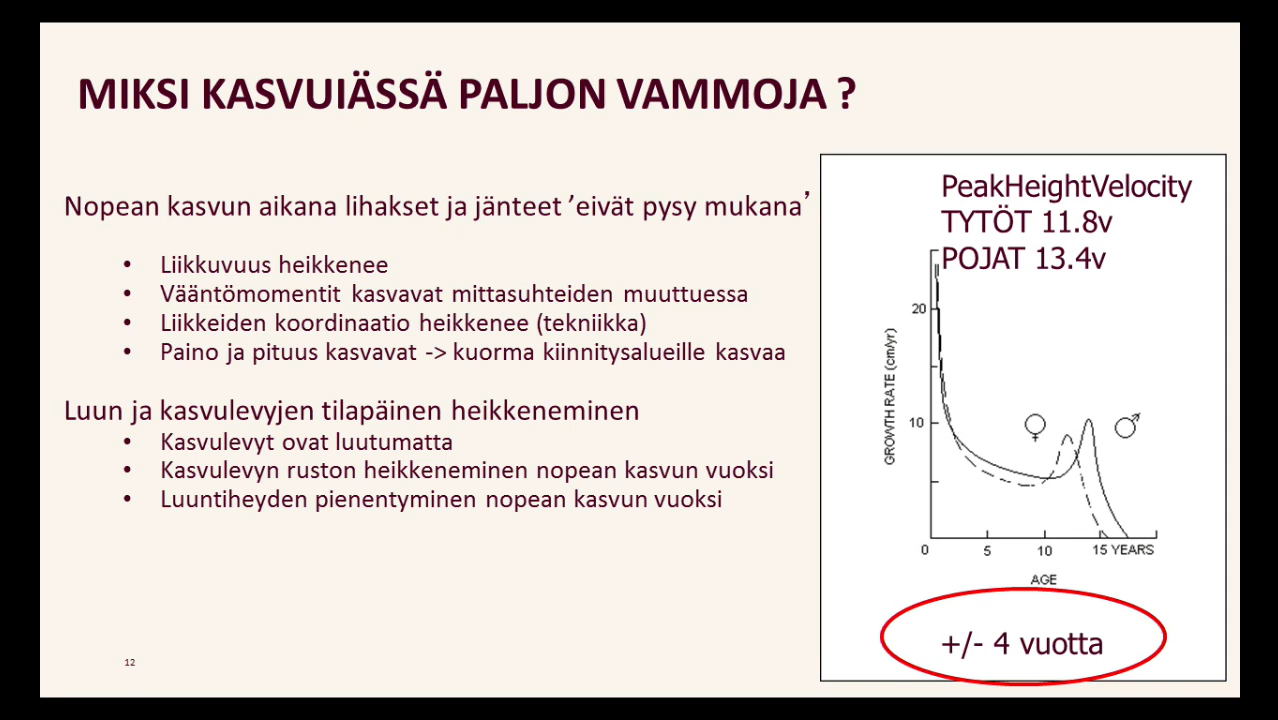 MIKSI KASVUIÄSSÄ PALJON VAMMOJA ?
Nopean kasvun aikana lihakset ja jänteet ’eivät pysy mukana’
• Liikkuvuus heikkenee
• Vääntömomentit kasvavat mittasuhteiden muuttuessa
• Liikkeiden koordinaatio heikkenee (tekniikka)
• Paino ja pituus kasvavat -> kuorma kiinnitysalueille kasvaa
Luun ja kasvulevyjen tilapäinen heikkeneminen
• Kasvulevyt ovat luutumatta
• Kasvulevyn ruston heikkeneminen nopean kasvun vuoksi
• Luuntiheyden pienentyminen nopean kasvun vuoksi
12
PeakHeightVelocity
TYTÖT 11.8v
POJAT 13.4v
20
10
GROWTH RATE (cm/yr)
♀ ♂
0 5 10 15 YEARS
AGE
+/- 4 vuotta